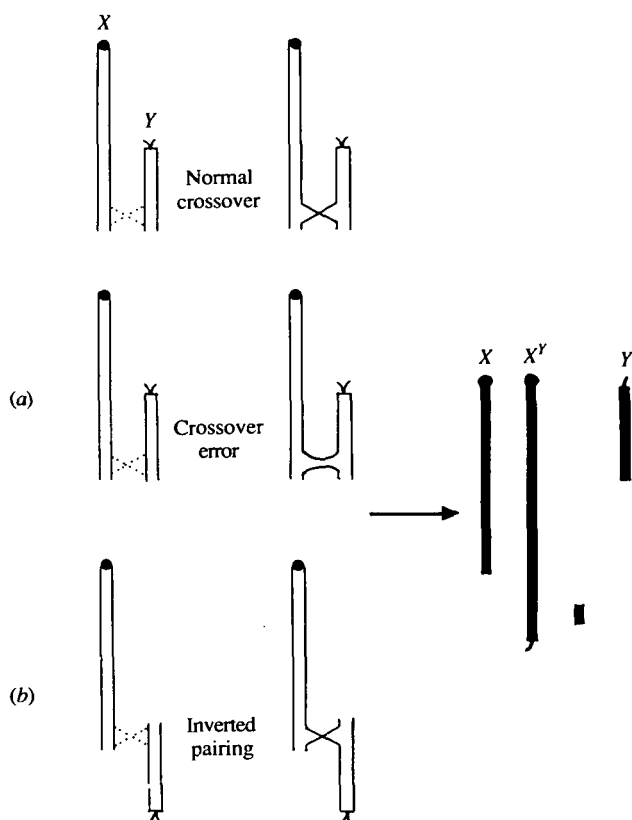 X
Y
Normal
crossover
(a)
Crossover
error
X
X^Y
Y
(b)
Inverted
pairing